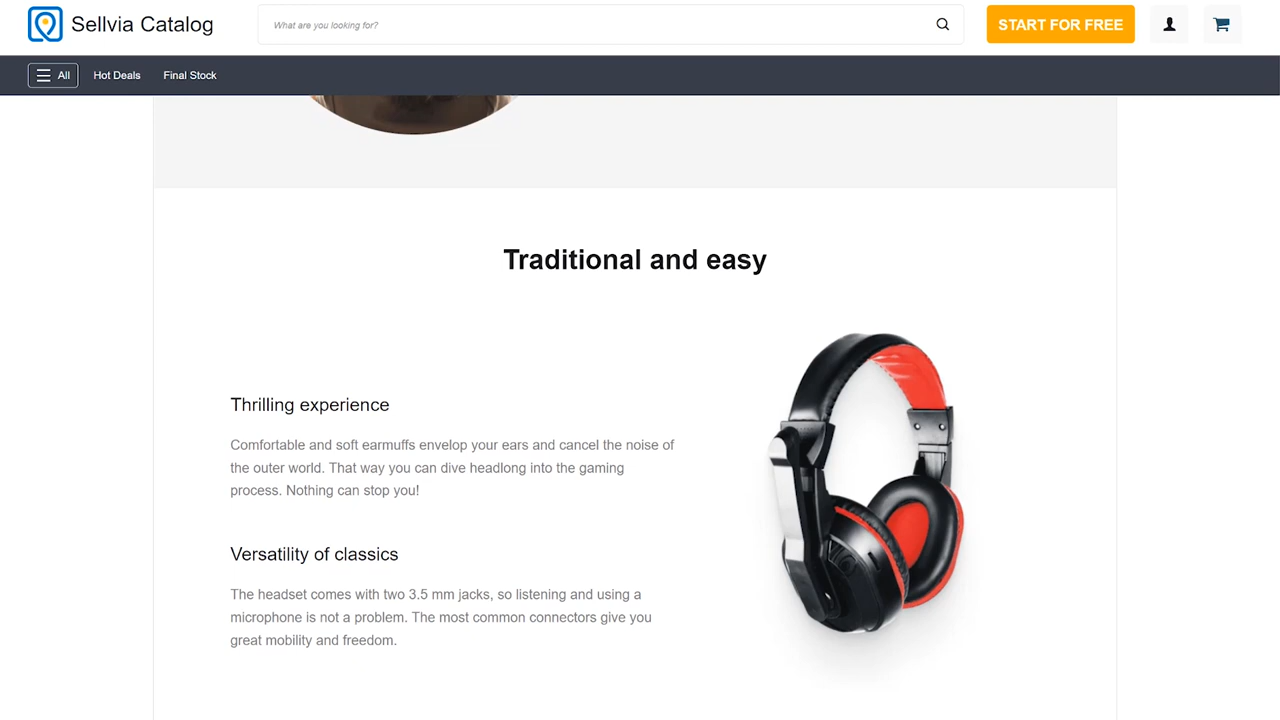 Sellvia Catalog
What are you looking for?
START FOR FREE
All
Hot Deals
Final Stock
Traditional and easy
Thrilling experience
Comfortable and soft earmuffs envelop your ears and cancel the noise of
the outer world. That way you can dive headlong into the gaming
process. Nothing can stop you!
Versatility of classics
The headset comes with two 3.5 mm jacks, so listening and using a
microphone is not a problem. The most common connectors give you
great mobility and freedom.